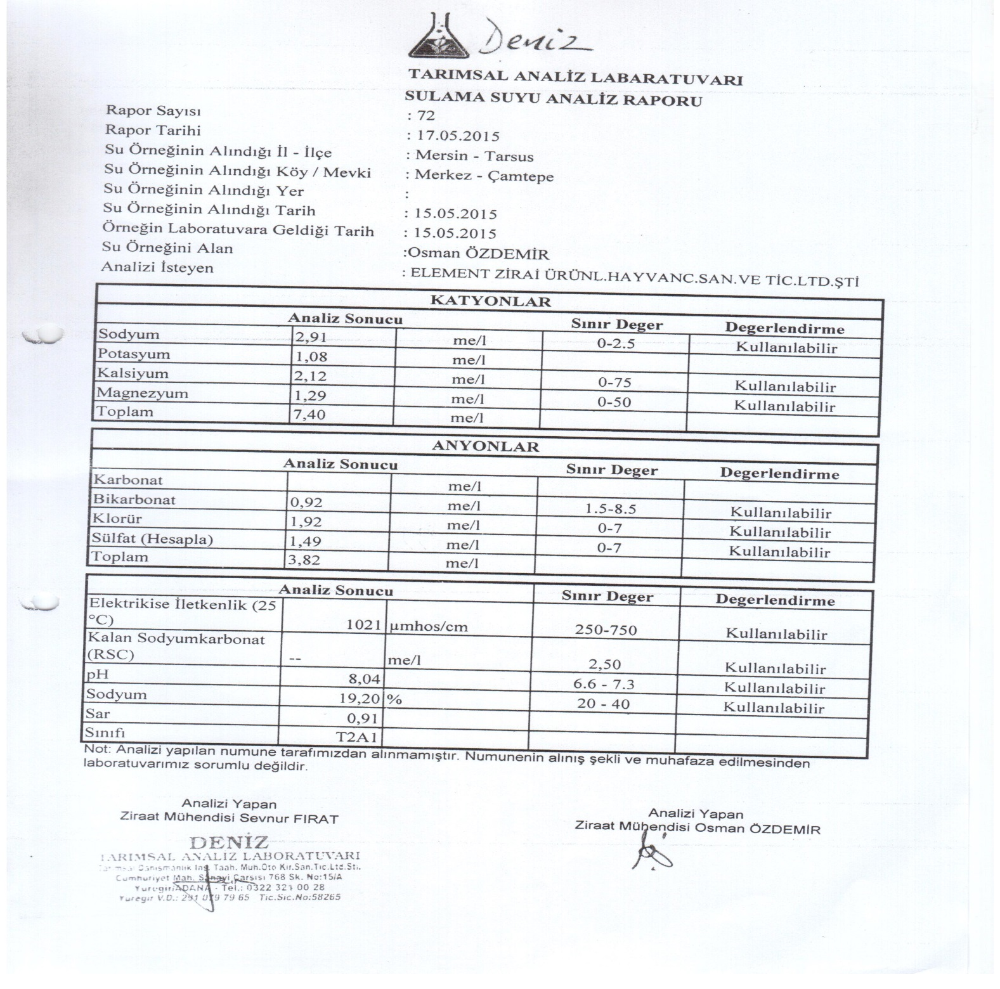 Deniz
TARIMSAL ANALİZ LABARATUVARI
SULAMA SUYU ANALİZ RAPORU
Rapor Sayısı : 72
Rapor Tarihi : 17.05.2015
Su Örneğinin Alındığı İl - İlçe : Mersin - Tarsus
Su Örneğinin Alındığı Köy / Mevki : Merkez - Çamtepe
Su Örneğinin Alındığı Yer :
Su Örneğinin Alındığı Tarih : 15.05.2015
Örneğin Laboratuvara Geldiği Tarih : 15.05.2015
Su Örneğini Alan :Osman ÖZDEMİR
Analizi İsteyen : ELEMENT ZİRAİ ÜRÜNL.HAYVANC.SAN.VE TİC.LTD.ŞTİ
KATYONLAR
Analiz Sonucu Sınır Deger Degerlendirme
Sodyum 2,91 me/l 0-2.5 Kullanılabilir
Potasyum 1,08 me/l
Kalsiyum 2,12 me/l 0-75 Kullanılabilir
Magnezyum 1,29 me/l 0-50 Kullanılabilir
Toplam 7,40 me/l
ANYONLAR
Analiz Sonucu Sınır Deger Degerlendirme
Karbonat me/l
Bikarbonat 0,92 me/l 1.5-8.5 Kullanılabilir
Klorür 1,92 me/l 0-7 Kullanılabilir
Sülfat (Hesapla) 1,49 me/l 0-7 Kullanılabilir
Toplam 3,82 me/l
Analiz Sonucu Sınır Deger Degerlendirme
Elektrikise İletkenlik (25
°C) 1021 µmhos/cm 250-750 Kullanılabilir
Kalan Sodyumkarbonat
(RSC) -- me/l 2,50 Kullanılabilir
pH 8,04 6.6 - 7.3 Kullanılabilir
Sodyum 19,20 % 20 - 40 Kullanılabilir
Sar 0,91
Sınıfı T2A1
Not: Analizi yapılan numune tarafımızdan alınmamıştır. Numunenin alınış şekli ve muhafaza edilmesinden
laboratuvarımız sorumlu değildir.
Analizi Yapan
Ziraat Mühendisi Sevnur FIRAT
Analizi Yapan
Ziraat Mühendisi Osman ÖZDEMİR
DENİZ
TARIMSAL ANALİZ LABORATUVARI
Tarımsal Danışmanlık İnş. Taah. Muh.Oto Kir.San.Tic.Ltd.Sti.
Cumhuriyet Mah. Sanayi Çarşısı 768 Sk. No:15/A
Yuregir/ADANA - Tel.: 0322 321 00 28
Yuregir V.D.: 291 079 79 65 Tic.Sic.No:58265